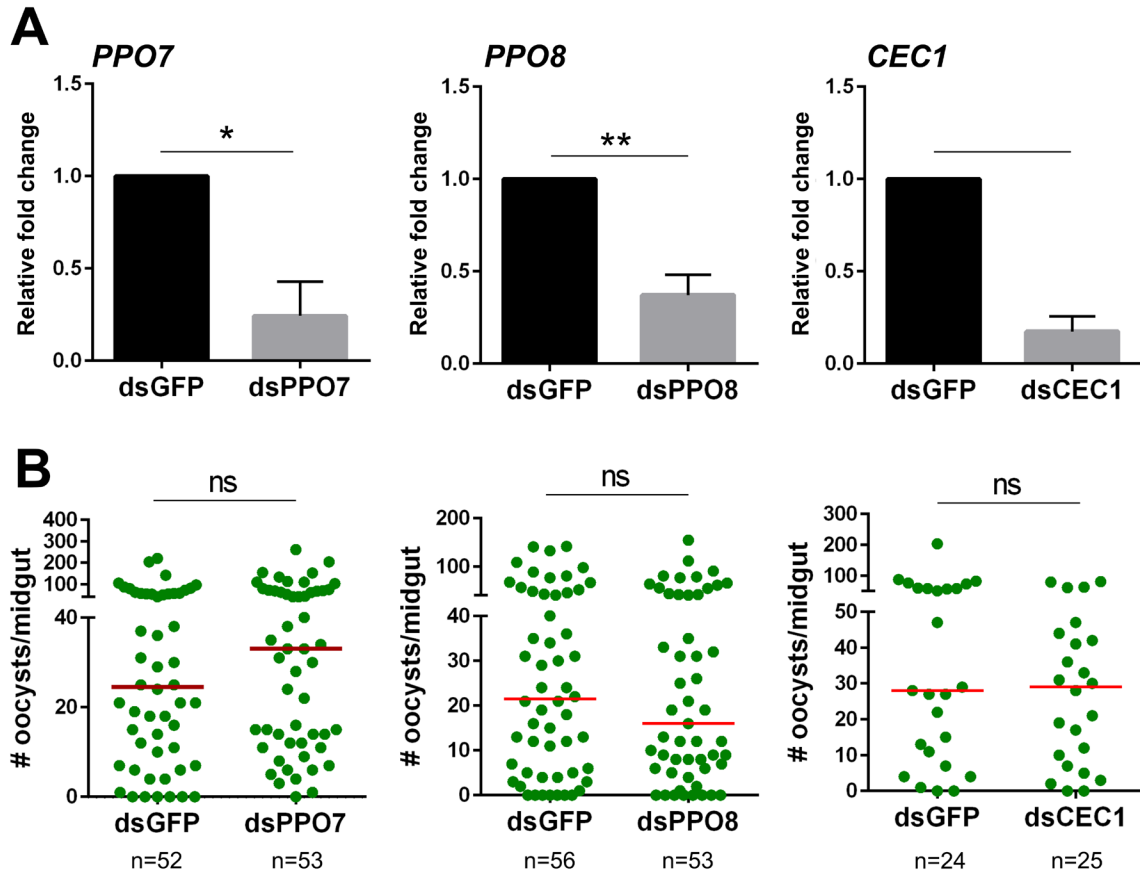 A
PPO7
PPO8
CEC1
Relative fold change
1.5
1.0
0.5
0.0
*
dsGFP
dsPPO7
Relative fold change
1.5
1.0
0.5
0.0
**
dsGFP
dsPPO8
Relative fold change
1.5
1.0
0.5
0.0
dsGFP
dsCEC1
B
# oocysts/midgut
400
300
200
100
40
20
0
ns
dsGFP
dsPPO7
n=52
n=53
# oocysts/midgut
200
150
100
50
40
30
20
10
0
ns
dsGFP
dsPPO8
n=56
n=53
# oocysts/midgut
300
200
100
50
40
30
20
10
0
ns
dsGFP
dsCEC1
n=24
n=25